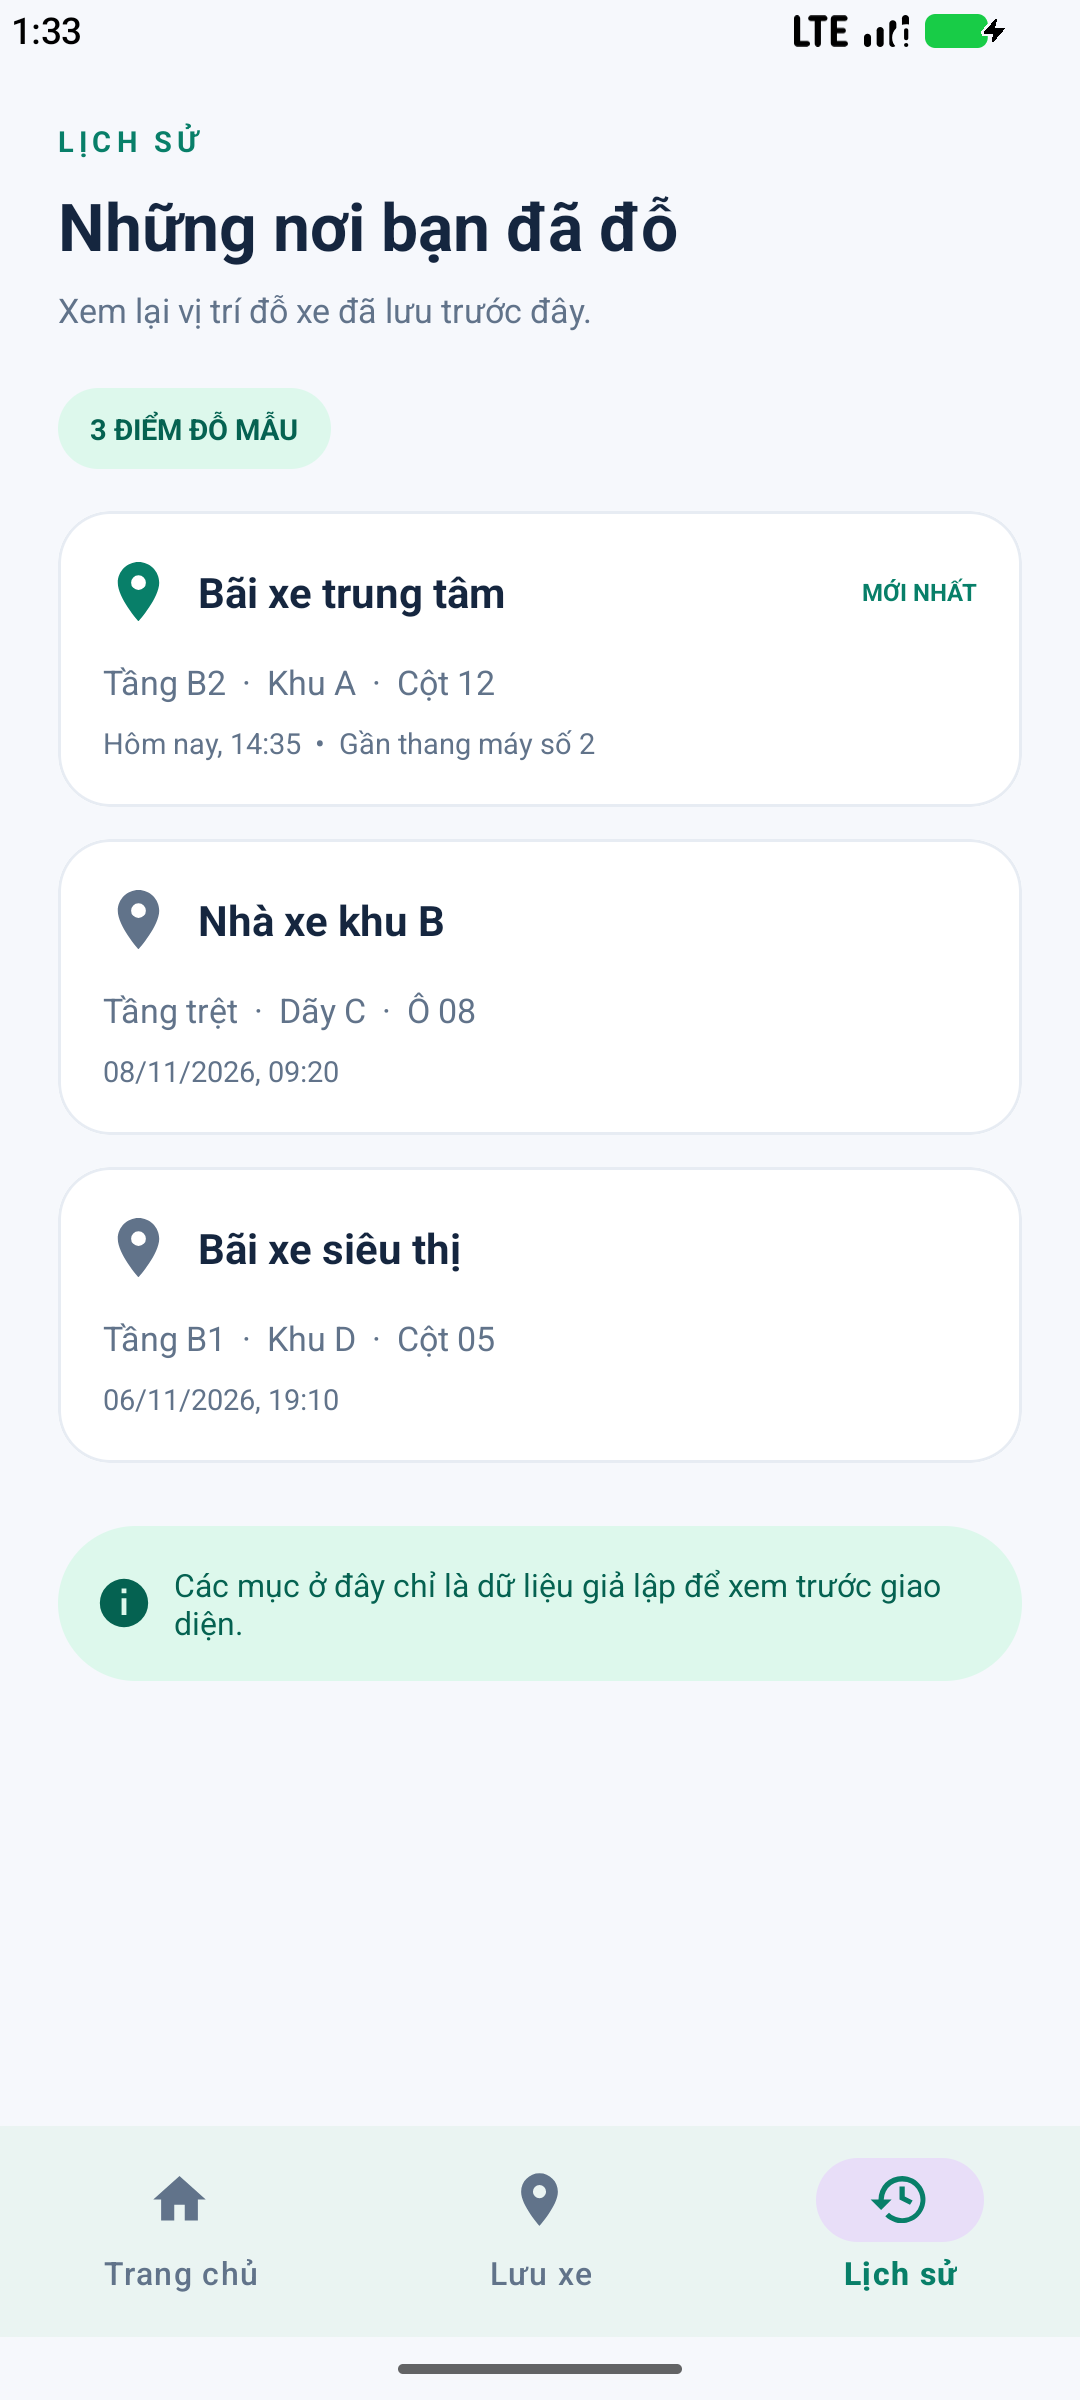 1:33
LTE
LỊCH SỬ
Những nơi bạn đã đỗ
Xem lại vị trí đỗ xe đã lưu trước đây.
3 ĐIỂM ĐỖ MẪU
Bãi xe trung tâm
MỚI NHẤT
Tầng B2 · Khu A · Cột 12
Hôm nay, 14:35 • Gần thang máy số 2
Nhà xe khu B
Tầng trệt · Dãy C · Ô 08
08/11/2026, 09:20
Bãi xe siêu thị
Tầng B1 · Khu D · Cột 05
06/11/2026, 19:10
Các mục ở đây chỉ là dữ liệu giả lập để xem trước giao
diện.
Trang chủ
Lưu xe
Lịch sử